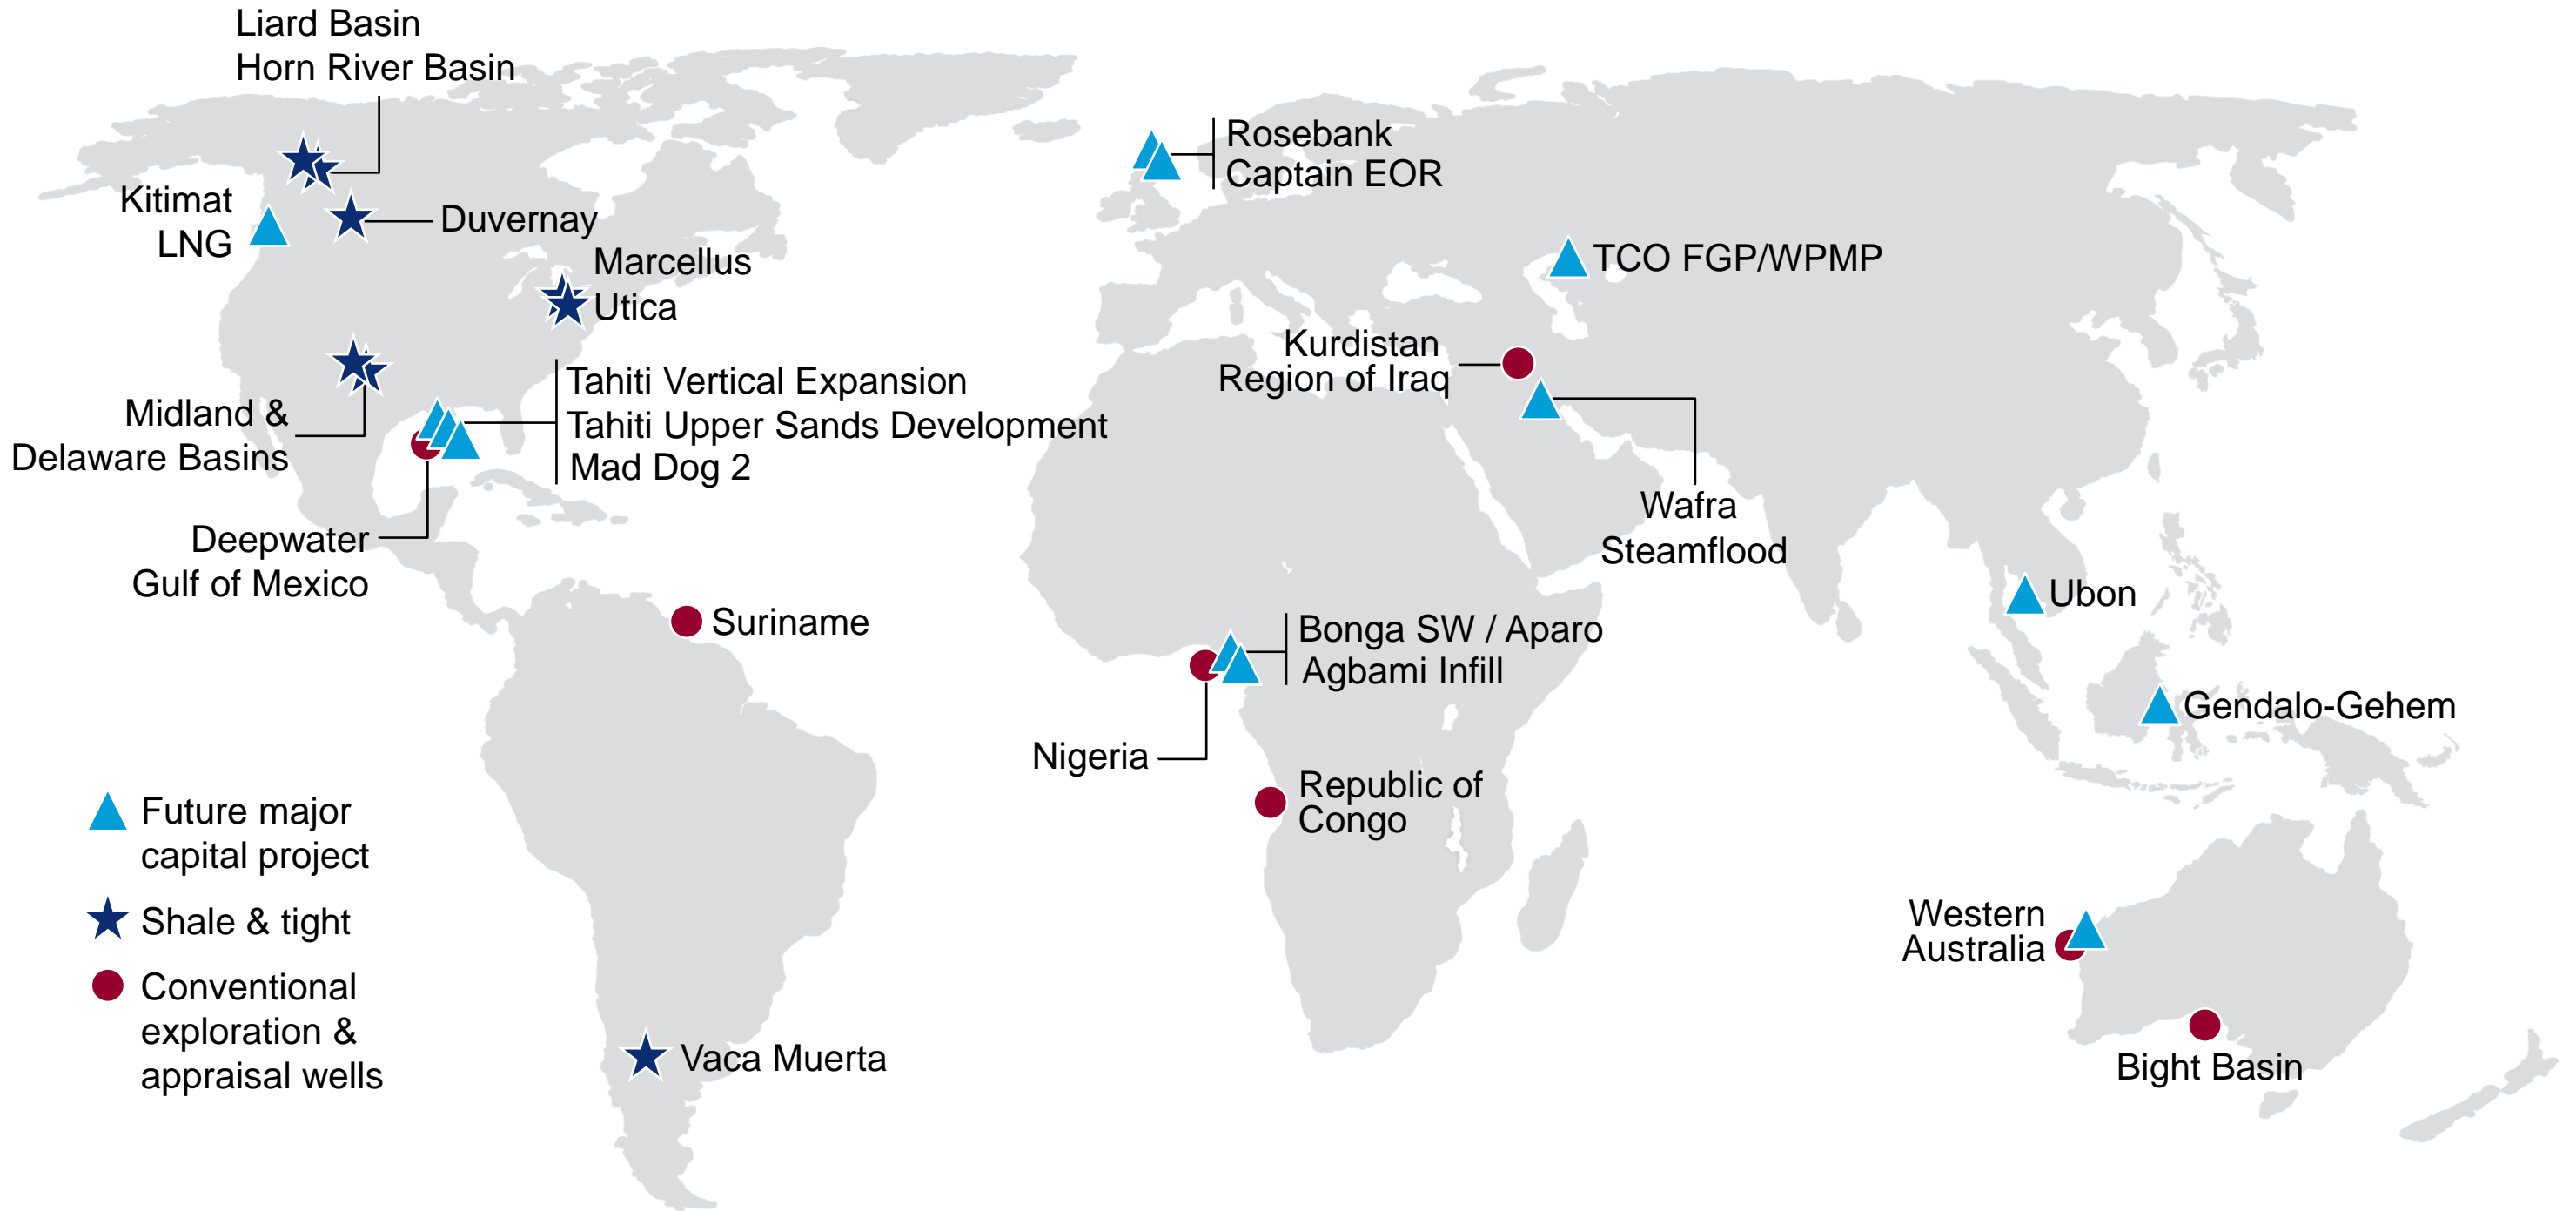 Liard Basin
Horn River Basin
Kitimat
LNG
Duvernay
Marcellus
Utica
Midland &
Delaware Basins
Tahiti Vertical Expansion
Tahiti Upper Sands Development
Mad Dog 2
Deepwater
Gulf of Mexico
Suriname
Vaca Muerta
Rosebank
Captain EOR
TCO FGP/WPMP
Kurdistan
Region of Iraq
Wafra
Steamflood
Bonga SW / Aparo
Agbami Infill
Nigeria
Republic of
Congo
Ubon
Gendalo-Gehem
Western
Australia
Bight Basin
Future major
capital project
Shale & tight
Conventional
exploration &
appraisal wells